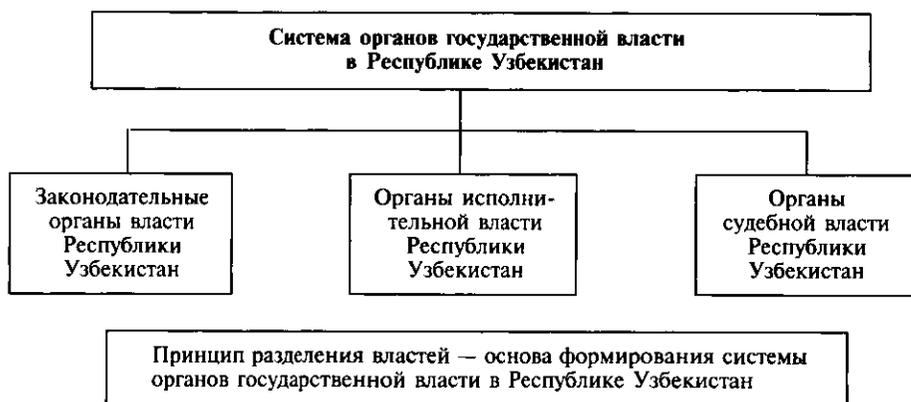 Система органов государственной власти
в Республике Узбекистан
Законодательные
органы власти
Республики
Узбекистан
Органы исполни-
тельной власти
Республики
Узбекистан
Органы
судебной власти
Республики
Узбекистан
Принцип разделения властей — основа формирования системы
органов государственной власти в Республике Узбекистан